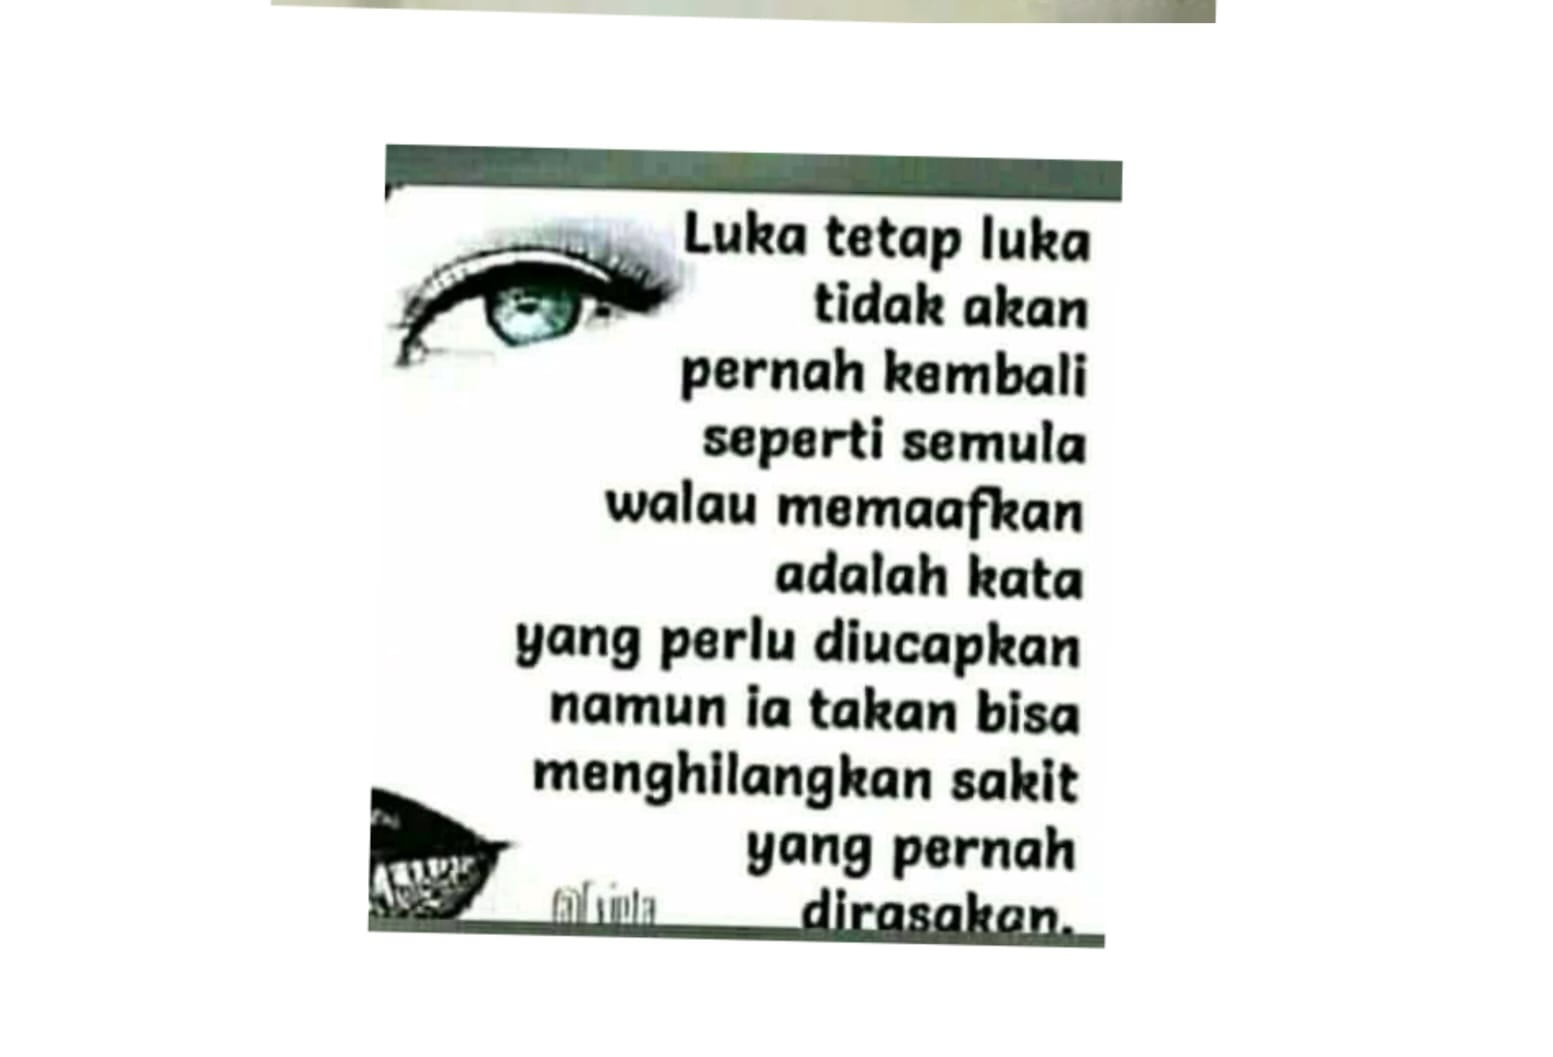 Luka tetap luka
tidak akan
pernah kembali
seperti semula
walau memaafkan
adalah kata
yang perlu diucapkan
namun ia takan bisa
menghilangkan sakit
yang pernah
dirasakan.